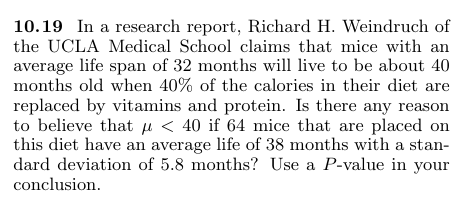 10.19 In a research report, Richard H. Weindruch of
the UCLA Medical School claims that mice with an
average life span of 32 months will live to be about 40
months old when 40% of the calories in their diet are
replaced by vitamins and protein. Is there any reason
to believe that μ < 40 if 64 mice that are placed on
this diet have an average life of 38 months with a stan-
dard deviation of 5.8 months? Use a P-value in your
conclusion.